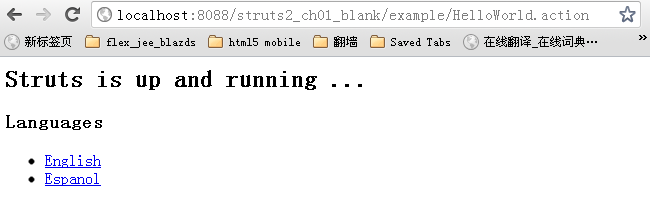 localhost:8088/struts2_ch01_blank/example/HelloWorld.action
新标签页 flex_jee_blazds html5 mobile 翻墙 Saved Tabs 在线翻译_在线词典… »
Struts is up and running ...
Languages
• English
• Espanol